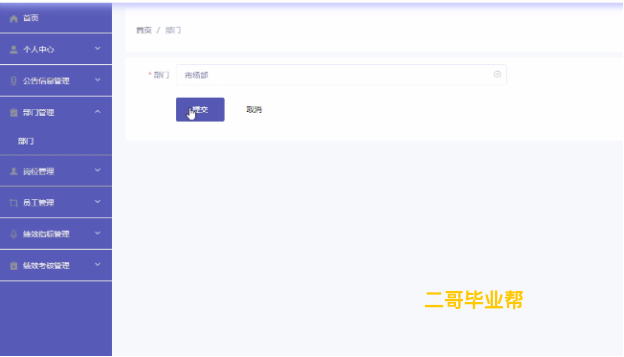 首页
个人中心
公告信息管理
部门管理
部门
岗位管理
员工管理
绩效指标管理
绩效考核管理
首页 / 部门
* 部门 市场部
提交 取消
二哥毕业帮